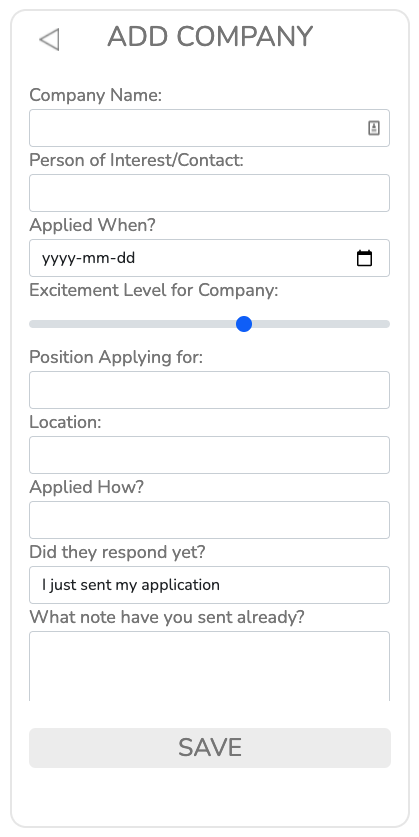 ADD COMPANY
Company Name:
Person of Interest/Contact:
Applied When?
yyyy-mm-dd
Excitement Level for Company:
Position Applying for:
Location:
Applied How?
Did they respond yet?
I just sent my application
What note have you sent already?
SAVE